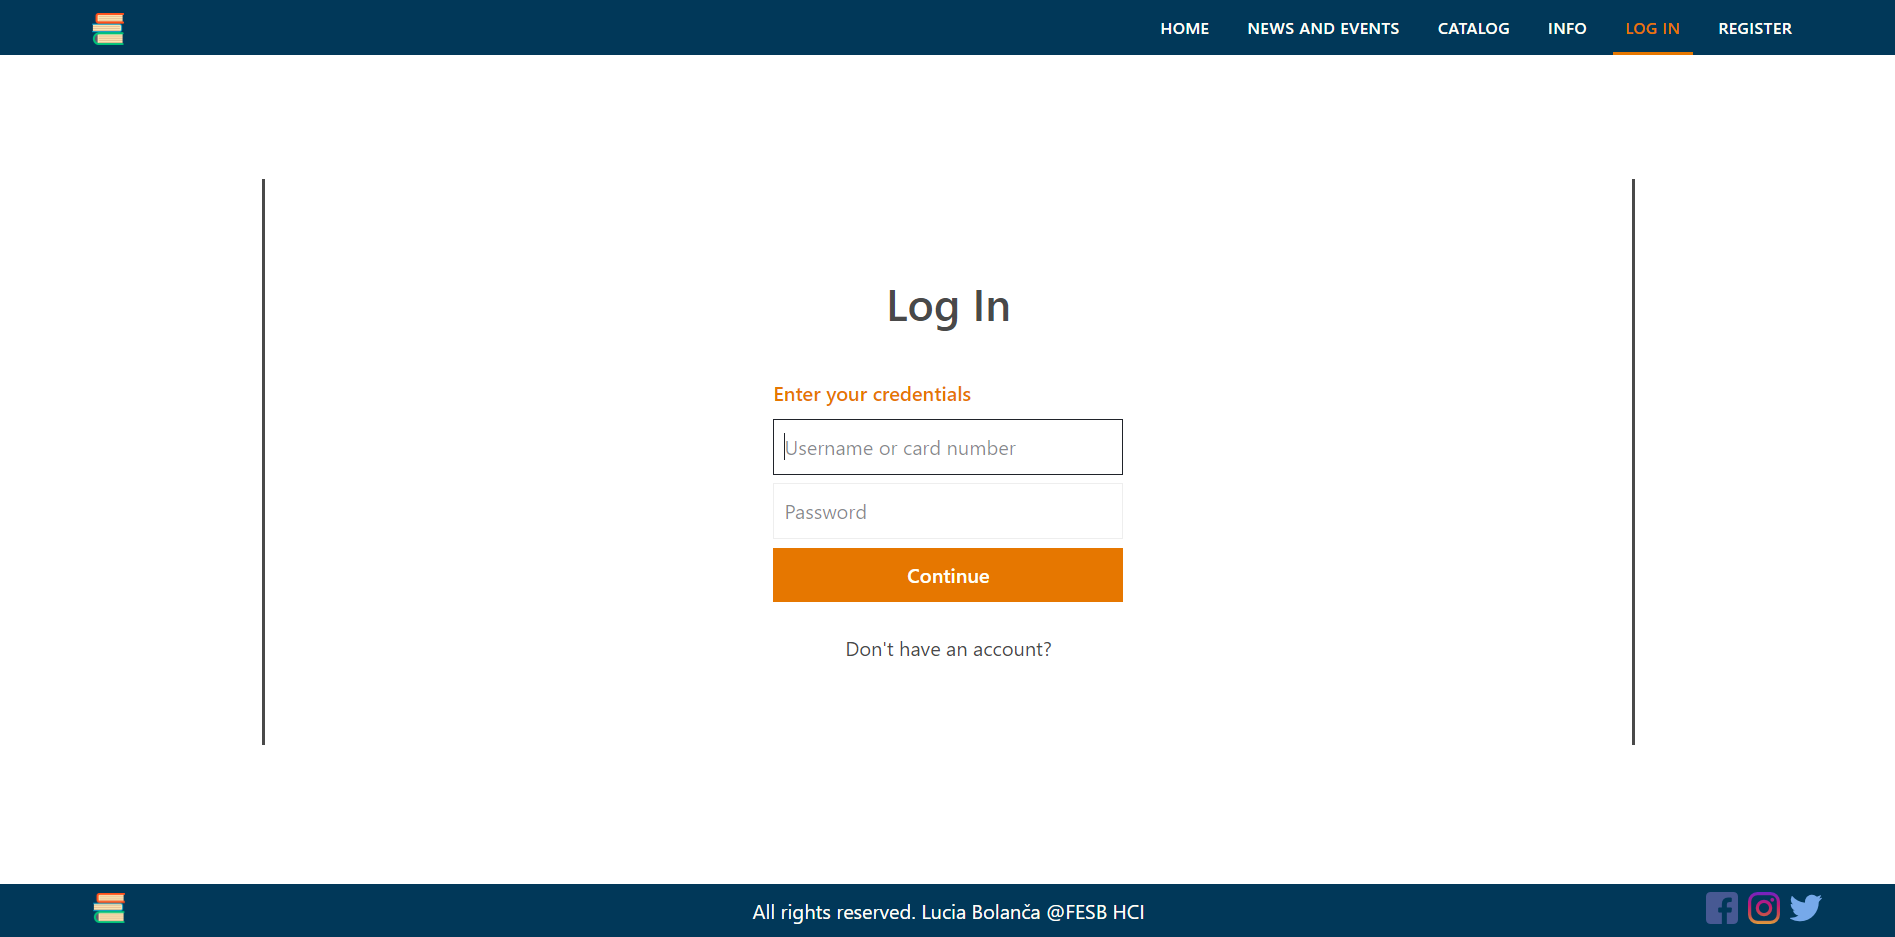 HOME NEWS AND EVENTS CATALOG INFO LOG IN REGISTER
Log In
Enter your credentials
Username or card number
Password
Continue
Don't have an account?
All rights reserved. Lucia Bolanča @FESB HCI